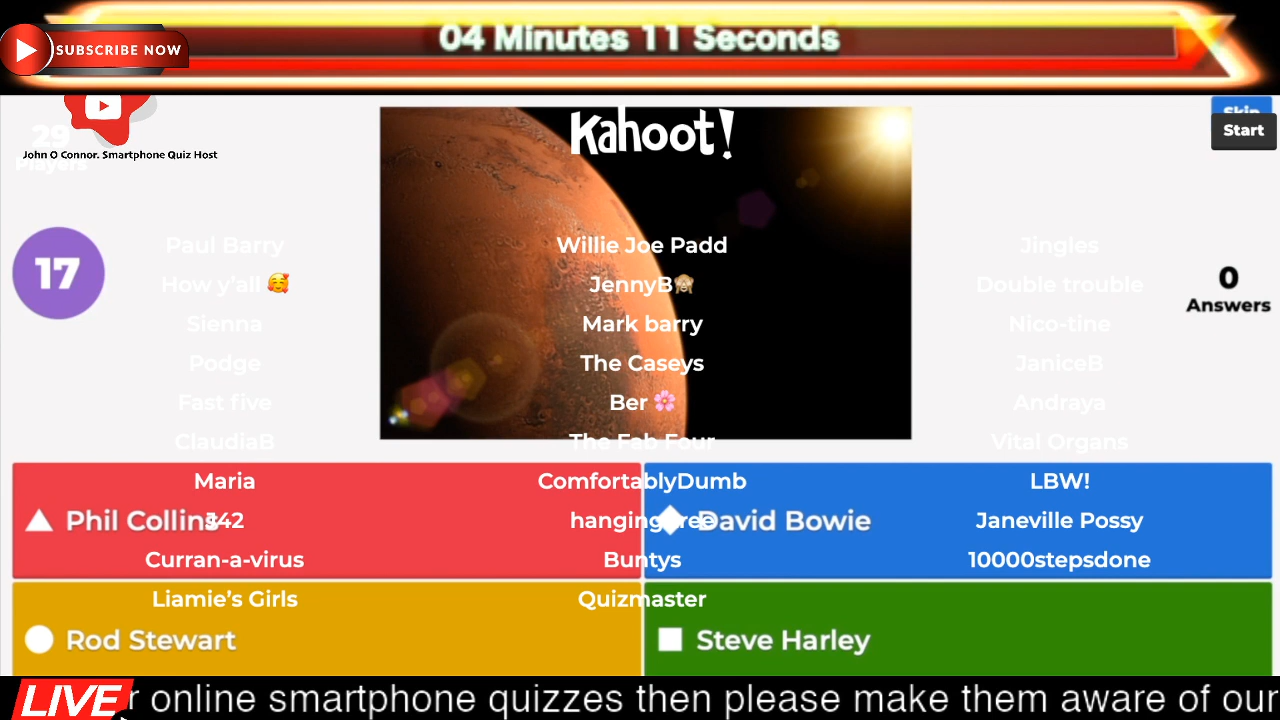 04 Minutes 11 Seconds
SUBSCRIBE NOW
Kahoot!
Skip
Start
29
Players
John O Connor. Smartphone Quiz Host
17
0
Answers
Paul Barry Willie Joe Padd Jingles
How y'all 🥰 JennyB🙈 Double trouble
Sienna Mark barry Nico-tine
Podge The Caseys JaniceB
Fast five Ber 🌸 Andraya
ClaudiaB The Fab Four Vital Organs
Maria ComfortablyDumb LBW!
Phil Collins David Bowie
Janeville Possy
Curran-a-virus Buntys 10000stepsdone
Liamie's Girls Quizmaster
Rod Stewart Steve Harley
LIVE
r online smartphone quizzes then please make them aware of our